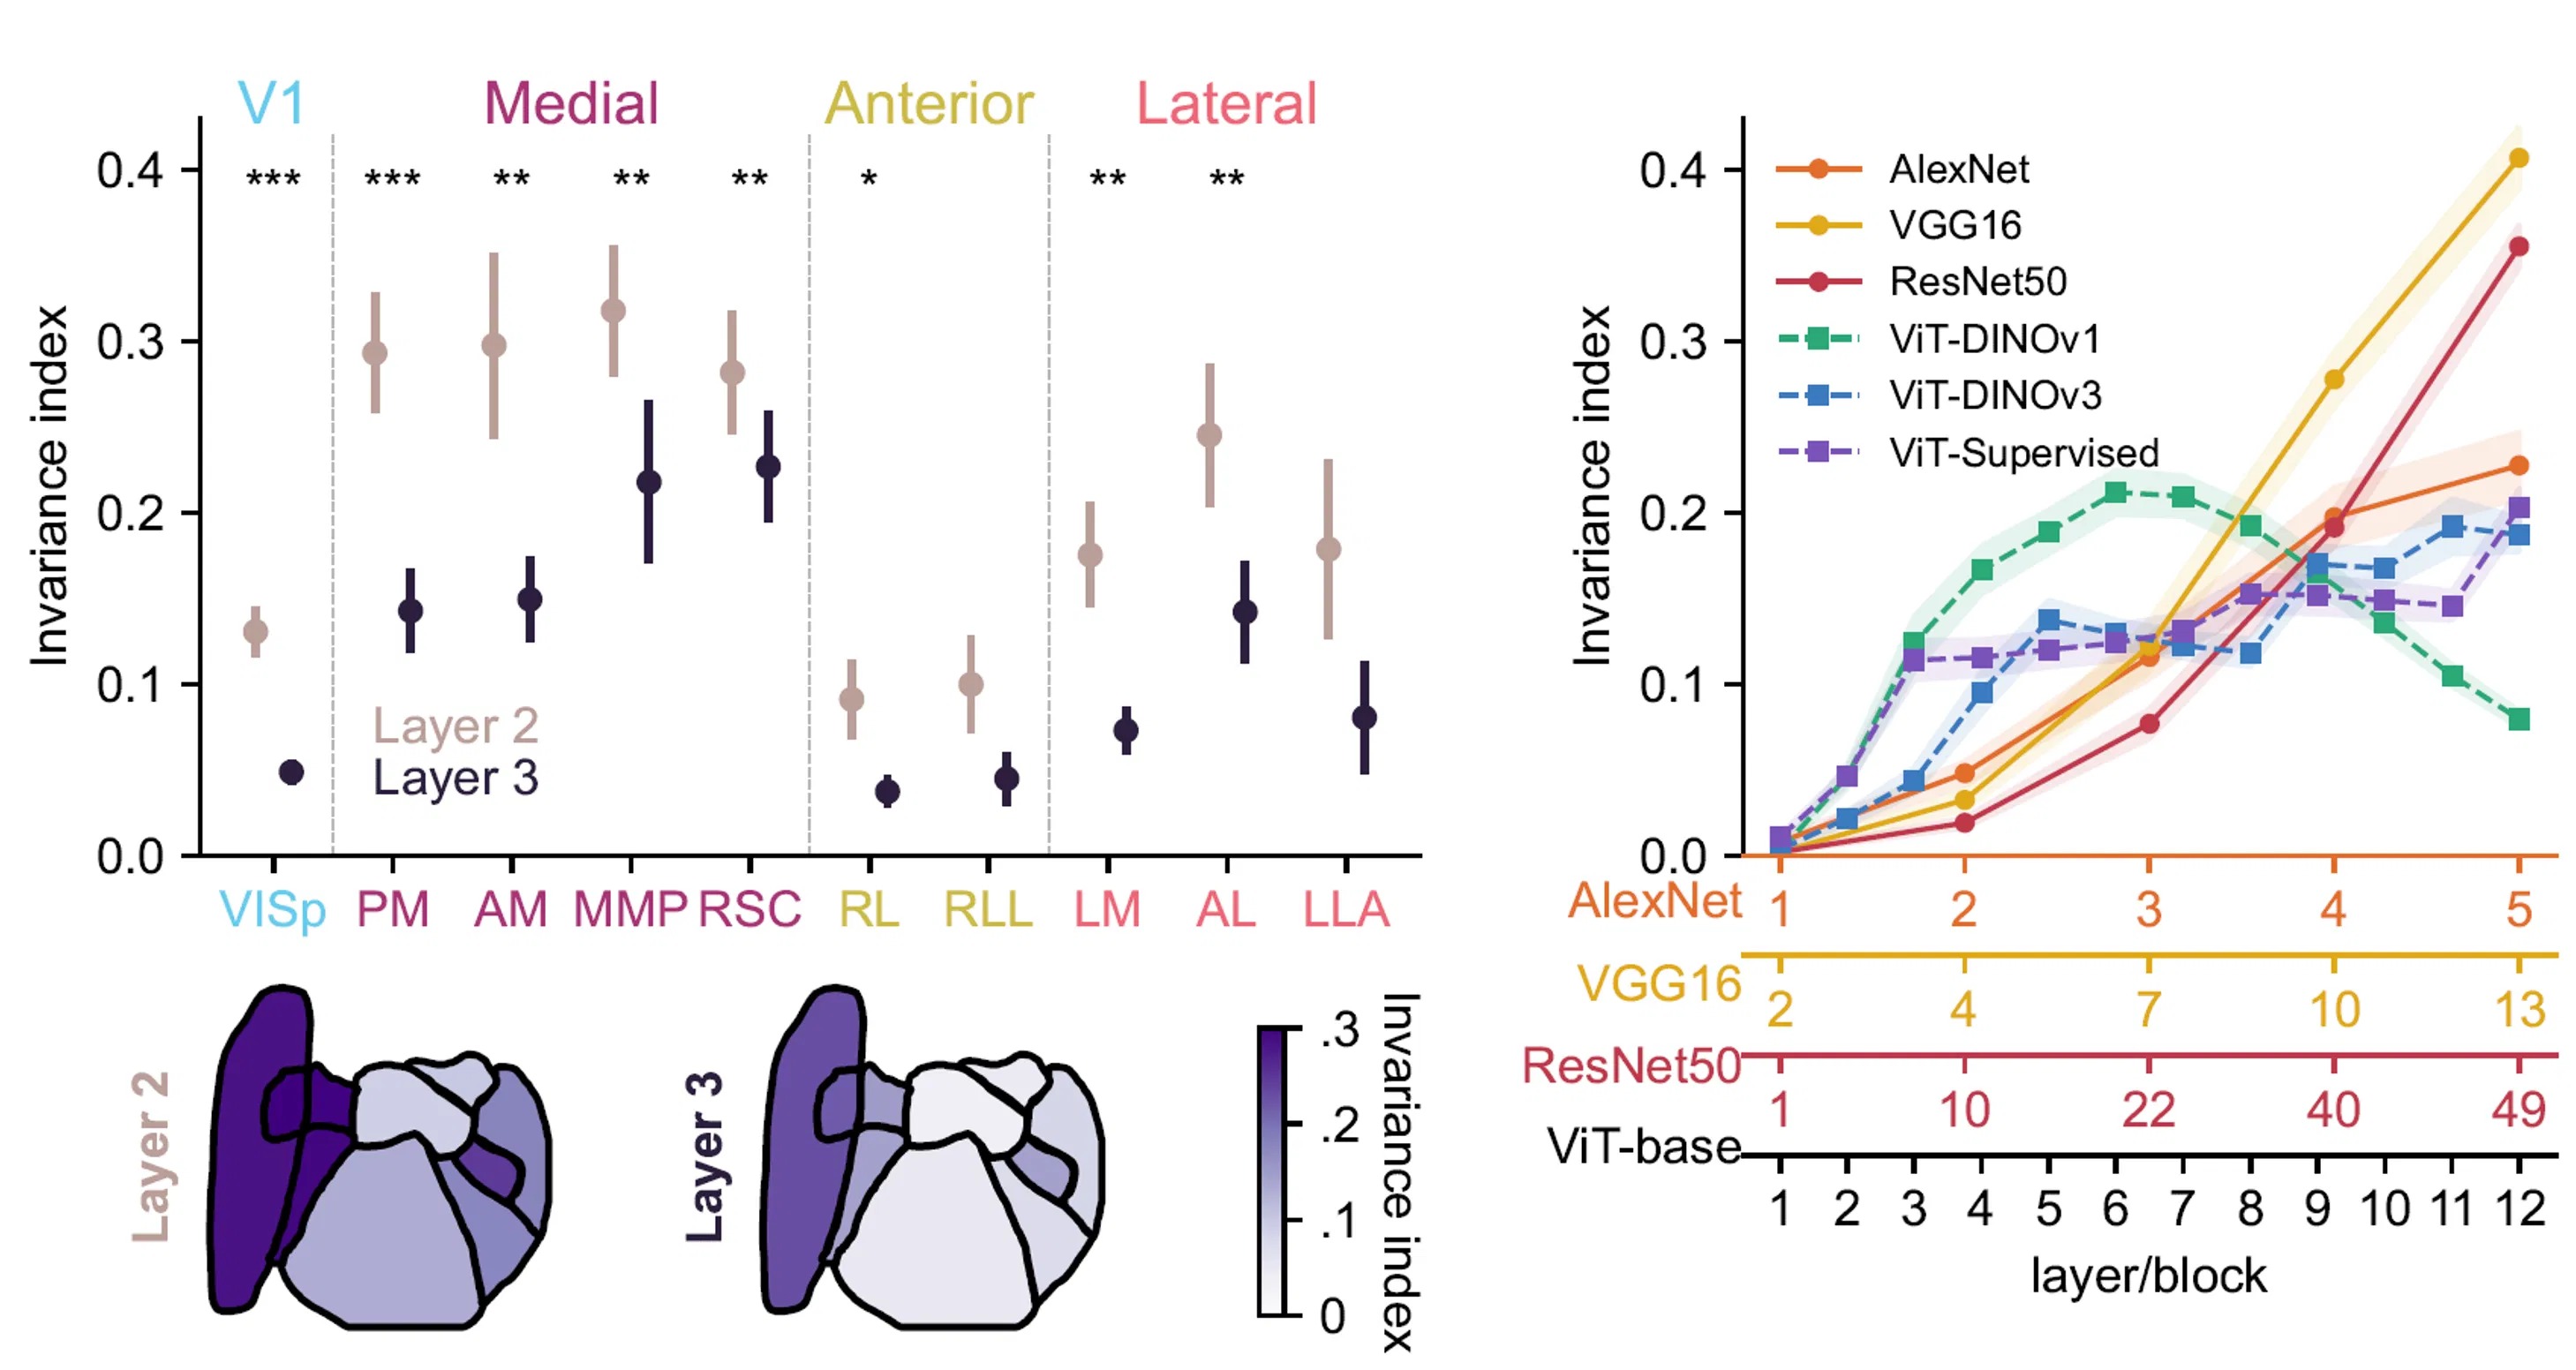 V1 Medial Anterior Lateral
0.4
*** *** ** ** ** * ** **
0.3
0.2
0.1
0.0
Invariance index
Layer 2
Layer 3
VISp PM AM MMP RSC RL RLL LM AL LLA
Layer 2
Layer 3
.3
.2
.1
0
Invariance index
0.4
0.3
0.2
0.1
0.0
Invariance index
AlexNet
VGG16
ResNet50
ViT-DINOv1
ViT-DINOv3
ViT-Supervised
AlexNet 1 2 3 4 5
VGG16 2 4 7 10 13
ResNet50 1 10 22 40 49
ViT-base 1 2 3 4 5 6 7 8 9 10 11 12
layer/block